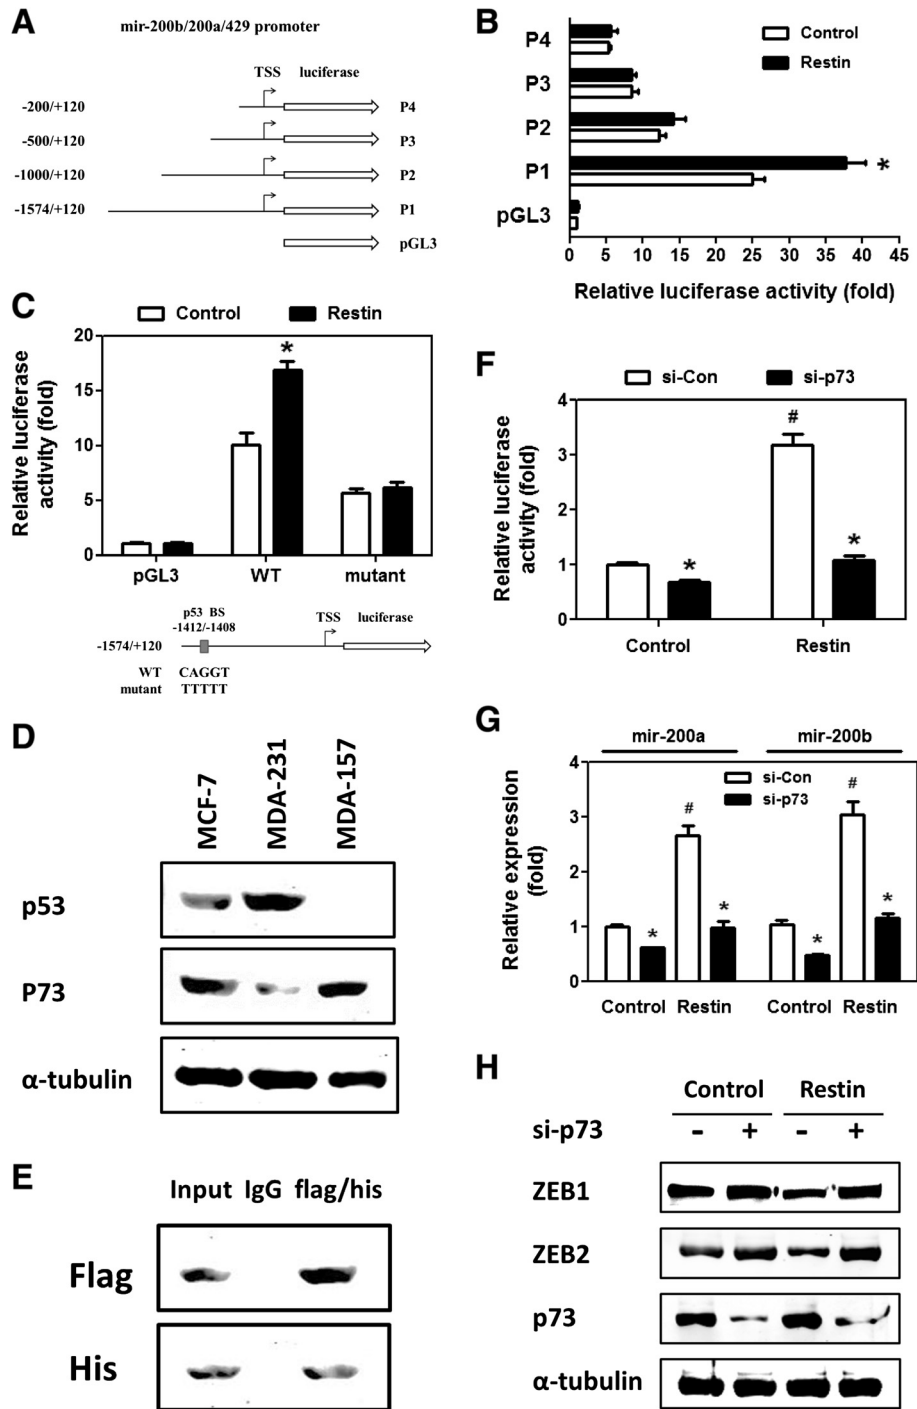 A
mir-200b/200a/429 promoter
TSS luciferase
-200/+120 P4
-500/+120 P3
-1000/+120 P2
-1574/+120 P1
pGL3
B
Control
Restin
P4
P3
P2
P1
*
pGL3
0 5 10 15 20 25 30 35 40 45
Relative luciferase activity (fold)
C
Control Restin
Relative luciferase
activity (fold)
20
15
10
5
0
*
pGL3 WT mutant
p53 BS
-1412/-1408
TSS luciferase
-1574/+120
WT CAGGT
mutant TTTTT
D
MCF-7
MDA-231
MDA-157
p53
P73
α-tubulin
E
Input IgG flag/his
Flag
His
F
si-Con si-p73
Relative luciferase
activity (fold)
4
3
2
1
0
#
*
*
Control Restin
G
mir-200a mir-200b
si-Con
si-p73
Relative expression
(fold)
4
3
2
1
0
# #
* * * *
Control Restin Control Restin
H
Control Restin
si-p73 - + - +
ZEB1
ZEB2
p73
α-tubulin